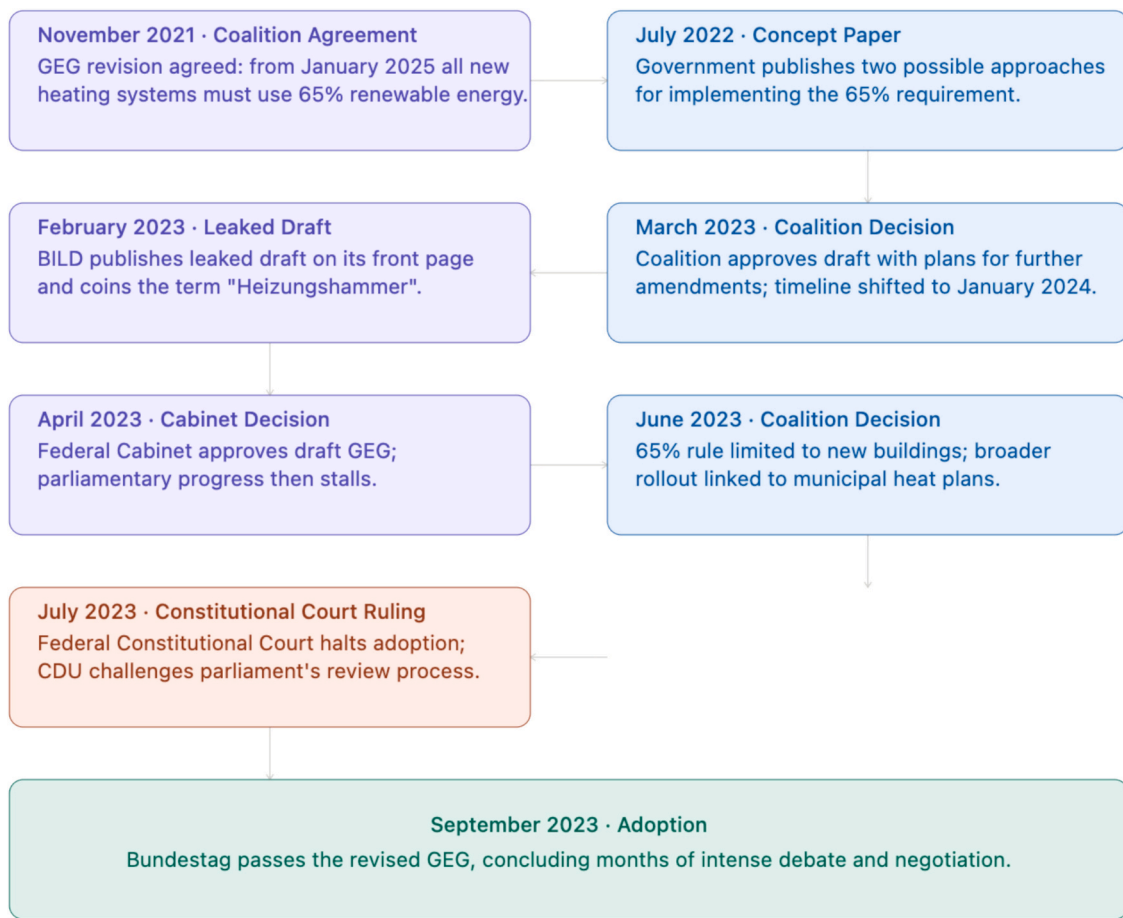 November 2021 · Coalition Agreement
GEG revision agreed: from January 2025 all new
heating systems must use 65% renewable energy.
July 2022 · Concept Paper
Government publishes two possible approaches
for implementing the 65% requirement.
February 2023 · Leaked Draft
BILD publishes leaked draft on its front page
and coins the term "Heizungshammer".
March 2023 · Coalition Decision
Coalition approves draft with plans for further
amendments; timeline shifted to January 2024.
April 2023 · Cabinet Decision
Federal Cabinet approves draft GEG;
parliamentary progress then stalls.
June 2023 · Coalition Decision
65% rule limited to new buildings; broader
rollout linked to municipal heat plans.
July 2023 · Constitutional Court Ruling
Federal Constitutional Court halts adoption;
CDU challenges parliament's review process.
September 2023 · Adoption
Bundestag passes the revised GEG, concluding months of intense debate and negotiation.